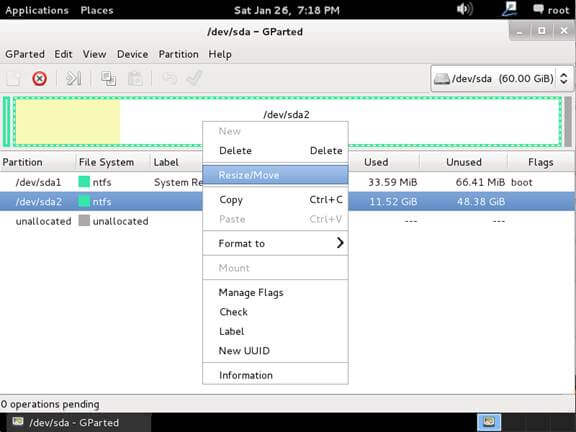 Applications Places Sat Jan 26, 7:18 PM root
/dev/sda - GParted
GParted Edit View Device Partition Help
/dev/sda (60.00 GiB)
/dev/sda2
Partition File System Label Used Unused Flags
/dev/sda1 ntfs System Re 33.59 MiB 66.41 MiB boot
/dev/sda2 ntfs 11.52 GiB 48.38 GiB
unallocated unallocated --- ---
New
Delete Delete
Resize/Move
Copy Ctrl+C
Paste Ctrl+V
Format to
Mount
Manage Flags
Check
Label
New UUID
Information
0 operations pending
/dev/sda - GParted